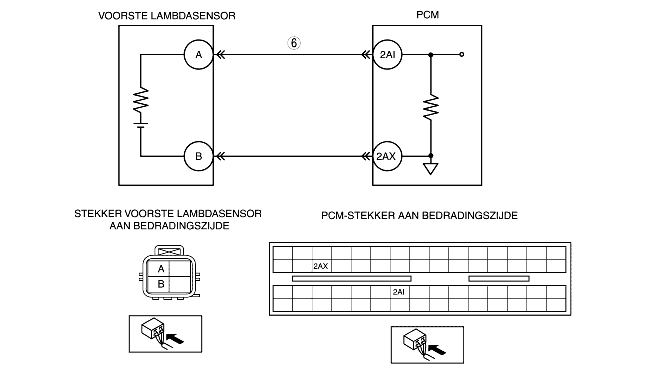 VOORSTE LAMBDASENSOR
PCM
A
6
2AI
B
2AX
STEKKER VOORSTE LAMBDASENSOR
AAN BEDRADINGSZIJDE
PCM-STEKKER AAN BEDRADINGSZIJDE
A
B
2AX
2AI